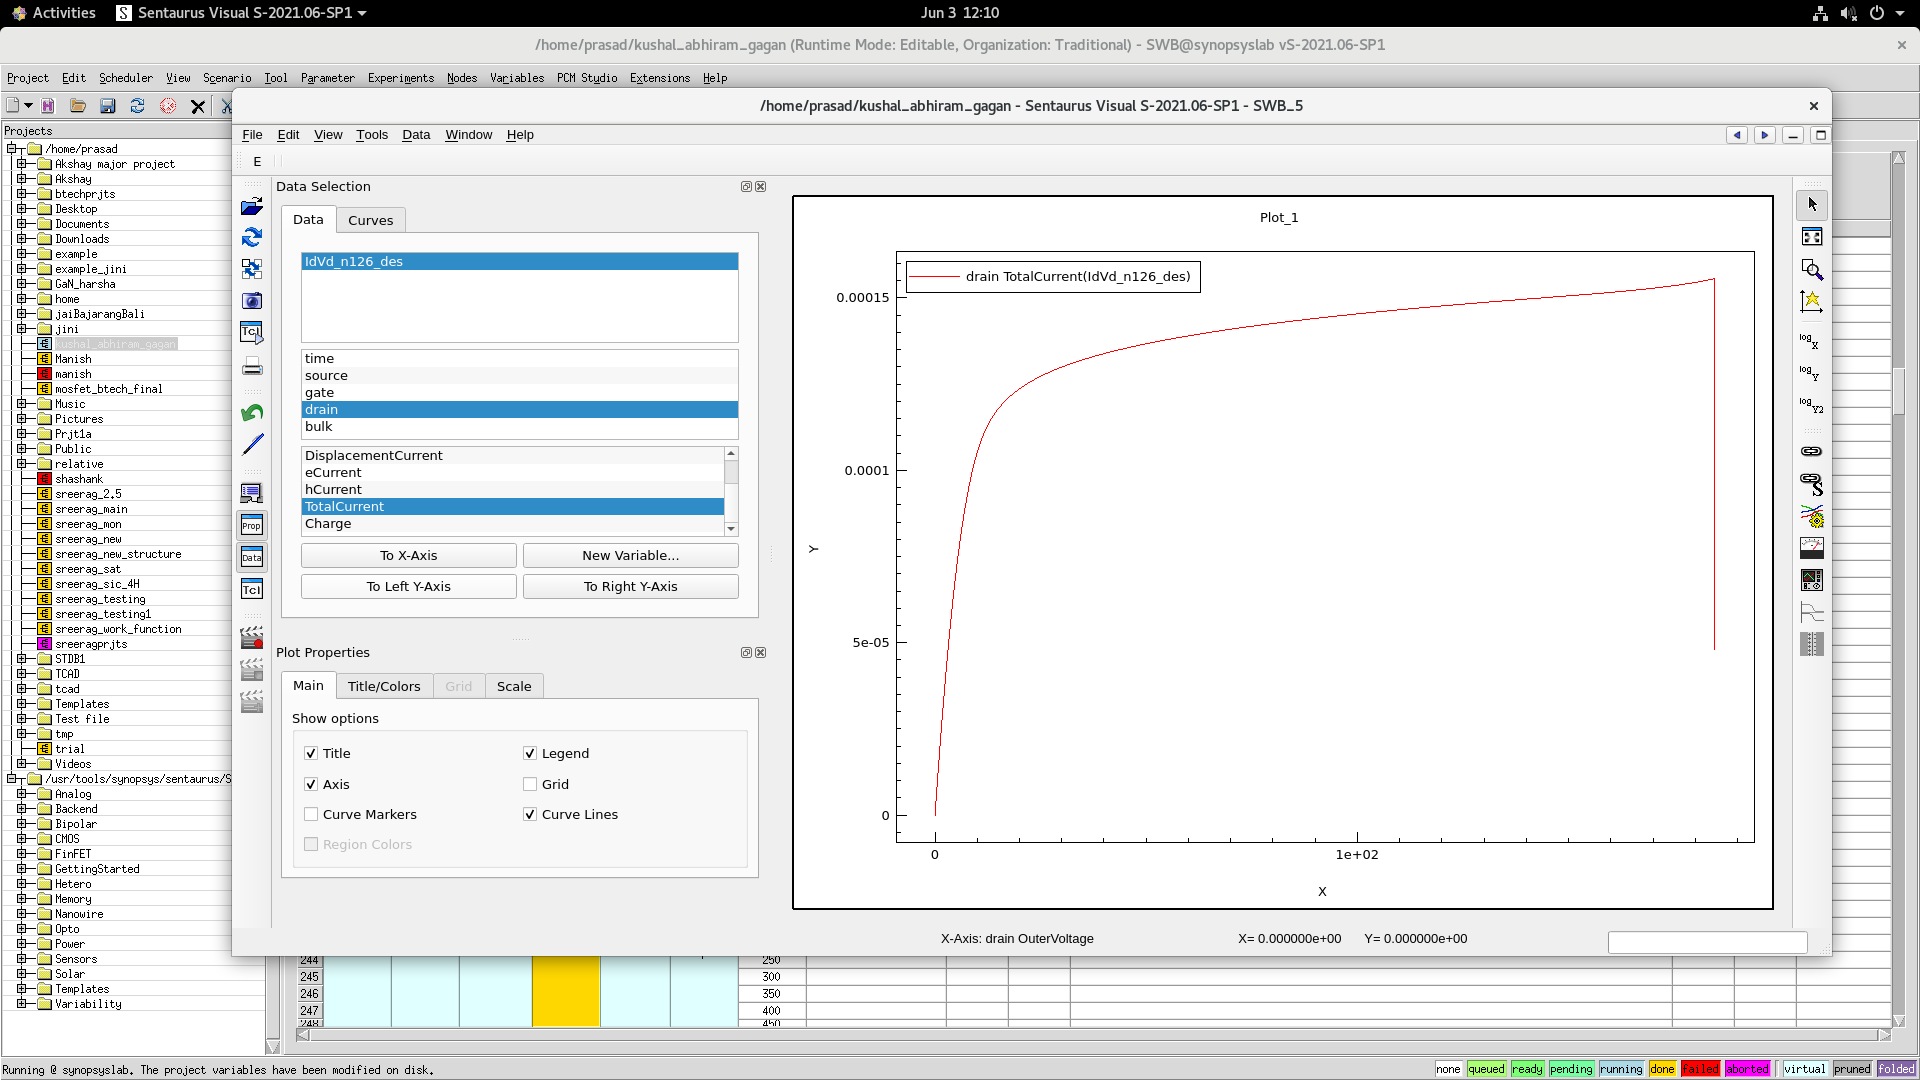 Activities
Sentaurus Visual S-2021.06-SP1
Jun 3 12:10
/home/prasad/kushal_abhiram_gagan (Runtime Mode: Editable, Organization: Traditional) - SWB@synopsyslab vS-2021.06-SP1
Project Edit Scheduler View Scenario Tool Parameter Experiments Nodes Variables PCM Studio Extensions Help
/home/prasad/kushal_abhiram_gagan - Sentaurus Visual S-2021.06-SP1 - SWB_5
Projects
/home/prasad
Akshay major project
Akshay
btechprjts
Desktop
Documents
Downloads
example
example_jini
GaN_harsha
home
jaiBajarangBali
jini
kushal_abhiram_gagan
Manish
manish
mosfet_btech_final
Music
Pictures
Prjt1a
Public
relative
shashank
sreerag_2.5
sreerag_main
sreerag_mon
sreerag_new
sreerag_new_structure
sreerag_sat
sreerag_sic_4H
sreerag_testing
sreerag_testing1
sreerag_work_function
sreeragprjts
STDB1
TCAD
tcad
Templates
Test file
tmp
trial
Videos
/usr/tools/synopsys/sentaurus/S
Analog
Backend
Bipolar
CMOS
FinFET
GettingStarted
Hetero
Memory
Nanowire
Opto
Power
Sensors
Solar
Templates
Variability
File Edit View Tools Data Window Help
E
Data Selection
Data Curves
IdVd_n126_des
time
source
gate
drain
bulk
DisplacementCurrent
eCurrent
hCurrent
TotalCurrent
Charge
To X-Axis New Variable...
To Left Y-Axis To Right Y-Axis
Plot Properties
Main Title/Colors Grid Scale
Show options
Title Legend
Axis Grid
Curve Markers Curve Lines
Region Colors
Tcl
Prop
Data
Tcl
Plot_1
drain TotalCurrent(IdVd_n126_des)
0.00015
0.0001
5e-05
0
Y
0 1e+02
X
log X
log Y
log Y2
X-Axis: drain OuterVoltage X= 0.000000e+00 Y= 0.000000e+00
244 250
245 300
246 350
247 400
248 450
Running @ synopsyslab. The project variables have been modified on disk.
none queued ready pending running done failed aborted virtual pruned folded